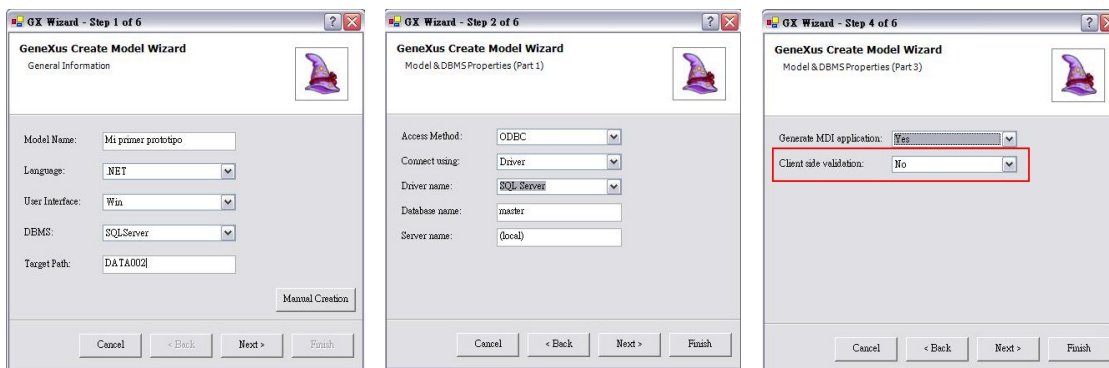 GX Wizard - Step 1 of 6
GeneXus Create Model Wizard
General Information
Model Name: Mi primer prototipo
Language: .NET
User Interface: Win
DBMS: SQLServer
Target Path: DATA002
Manual Creation
Cancel < Back Next > Finish
GX Wizard - Step 2 of 6
GeneXus Create Model Wizard
Model & DBMS Properties (Part 1)
Access Method: ODBC
Connect using: Driver
Driver name: SQL Server
Database name: master
Server name: (local)
Cancel < Back Next > Finish
GX Wizard - Step 4 of 6
GeneXus Create Model Wizard
Model & DBMS Properties (Part 3)
Generate MDI application: Yes
Client side validation: No
Cancel < Back Next > Finish